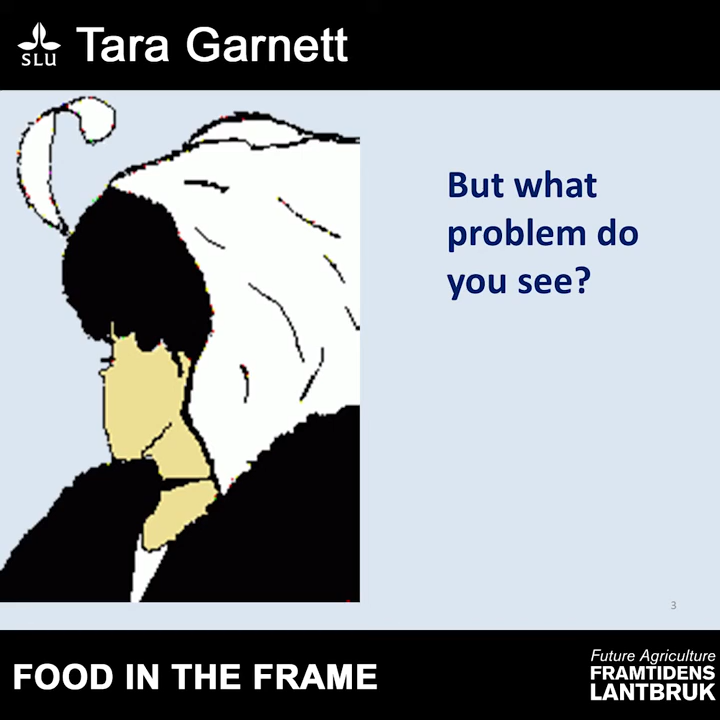 SLU
Tara Garnett
But what
problem do
you see?
3
FOOD IN THE FRAME
Future Agriculture
FRAMTIDENS
LANTBRUK